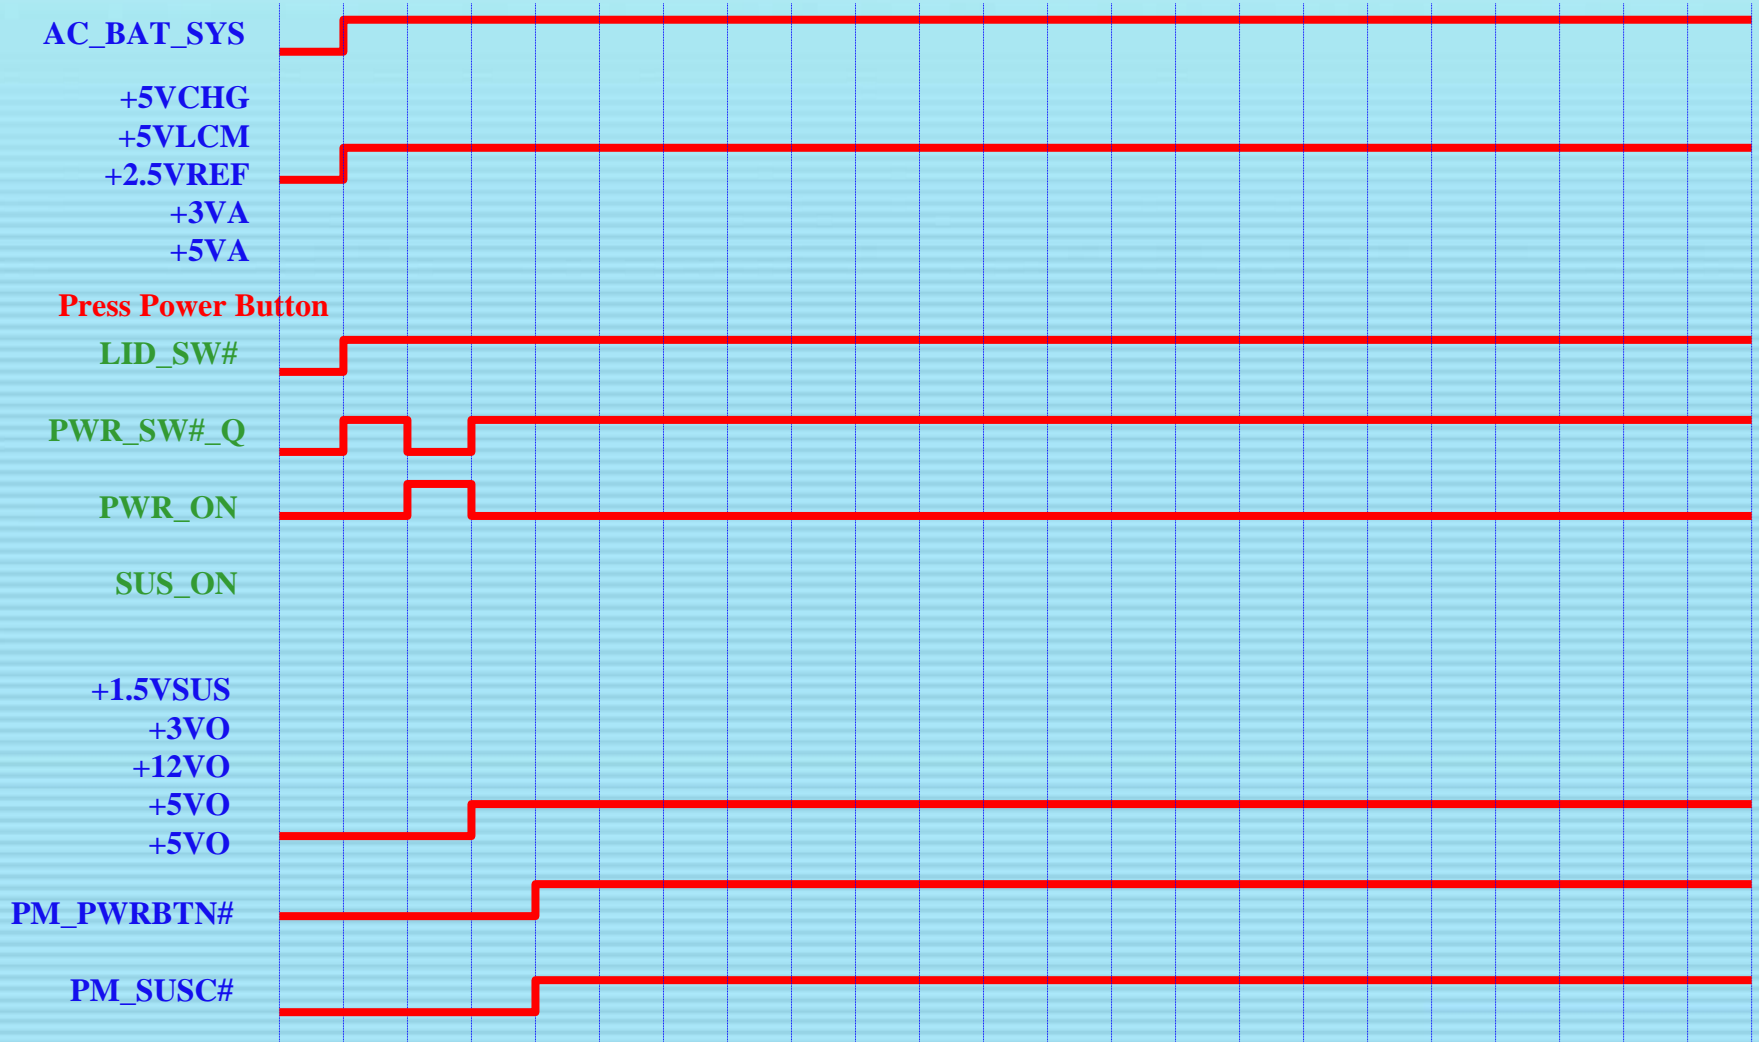 AC_BAT_SYS
+5VCHG
+5VLCM
+2.5VREF
+3VA
+5VA
Press Power Button
LID_SW#
PWR_SW#_Q
PWR_ON
SUS_ON
+1.5VSUS
+3VO
+12VO
+5VO
+5VO
PM_PWRBTN#
PM_SUSC#